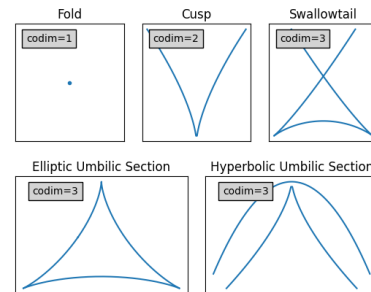 Fold
codim=1
Cusp
codim=2
Swallowtail
codim=3
Elliptic Umbilic Section
codim=3
Hyperbolic Umbilic Section
codim=3